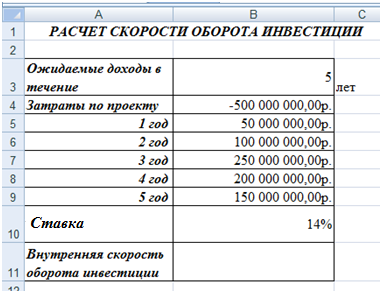 A B C
1 РАСЧЕТ СКОРОСТИ ОБОРОТА ИНВЕСТИЦИИ
2
Ожидаемые доходы в
3 течение 5 лет
4 Затраты по проекту -500 000 000,00р.
5 1 год 50 000 000,00р.
6 2 год 100 000 000,00р.
7 3 год 250 000 000,00р.
8 4 год 200 000 000,00р.
9 5 год 150 000 000,00р.
10 Ставка 14%
Внутренняя скорость
11 оборота инвестиции